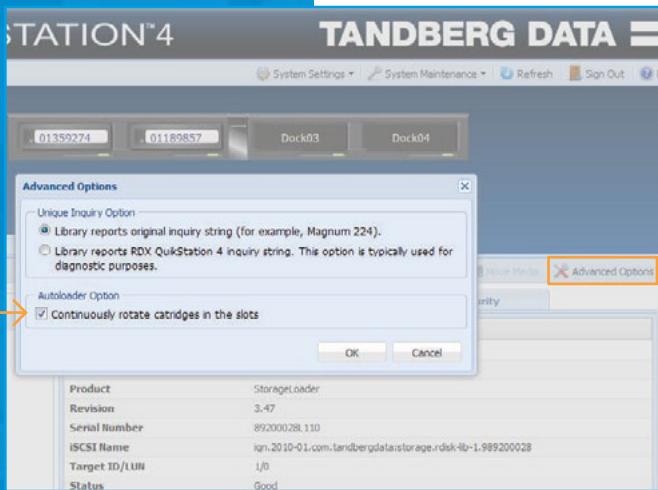 STATION™4
TANDBERG DATA
System Settings
System Maintenance
Refresh
Sign Out
01359274
01189857
Dock03
Dock04
Advanced Options
Unique Inquiry Option
Library reports original inquiry string (for example, Magnum 224).
Library reports RDX QuikStation 4 inquiry string. This option is typically used for
diagnostic purposes.
Move Media
Advanced Options
Autoloader Option
urity
Continuously rotate catridges in the slots
OK
Cancel
Product
StorageLoader
Revision
3.47
Serial Number
89200028L110
iSCSI Name
iqn.2010-01.com.tandbergdata:storage.rdisk-lib-1.989200028
Target ID/LUN
1/0
Status
Good